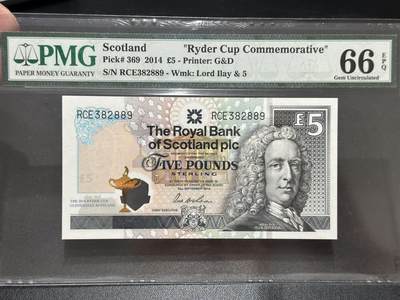 PMG
PAPER MONEY GUARANTY
Scotland "Ryder Cup Commemorative"
Pick# 369 2014 £5 - Printer: G&D
S/N RCE382889 - Wmk: Lord Ilay & 5
66 EPQ
Gem Uncirculated
RCE382889 RCE382889
The Royal Bank
of Scotland plc
£5
FIVE POUNDS
STERLING
£5